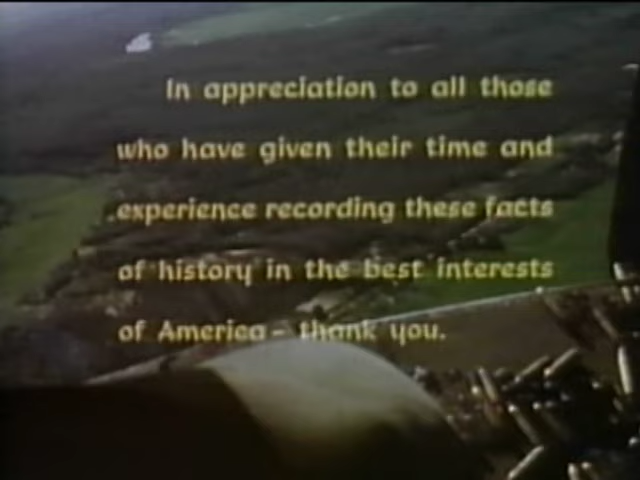 In appreciation to all those
who have given their time and
experience recording these facts
of history in the best interests
of America - thank you.